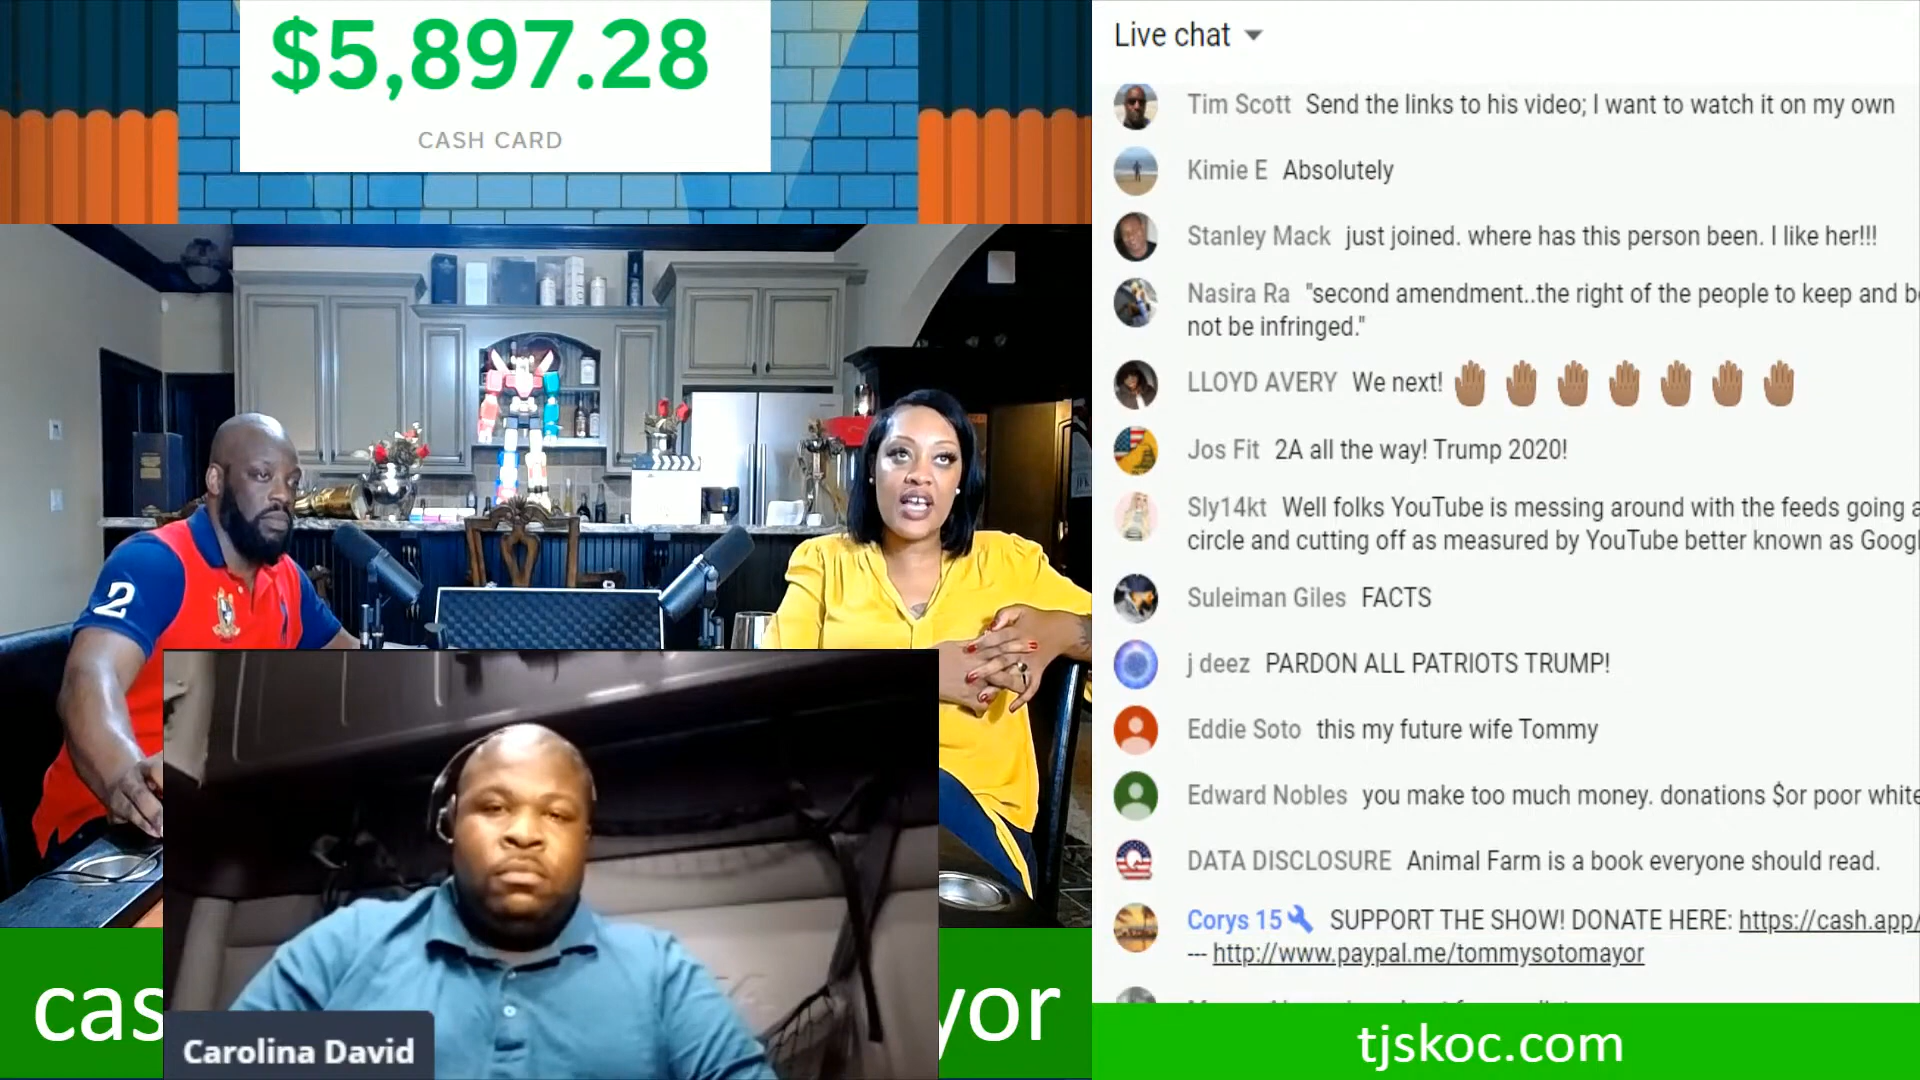 $5,897.28
CASH CARD
2
cas
yor
Carolina David
Live chat
Tim Scott Send the links to his video; I want to watch it on my own
Kimie E Absolutely
Stanley Mack just joined. where has this person been. I like her!!!
Nasira Ra "second amendment..the right of the people to keep and b
not be infringed."
LLOYD AVERY We next! 🤚🏾 🤚🏾 🤚🏾 🤚🏾 🤚🏾 🤚🏾 🤚🏾
Jos Fit 2A all the way! Trump 2020!
Sly14kt Well folks YouTube is messing around with the feeds going a
circle and cutting off as measured by YouTube better known as Googl
Suleiman Giles FACTS
j deez PARDON ALL PATRIOTS TRUMP!
Eddie Soto this my future wife Tommy
Edward Nobles you make too much money. donations $or poor white
DATA DISCLOSURE Animal Farm is a book everyone should read.
Corys 15 SUPPORT THE SHOW! DONATE HERE: https://cash.app/
--- http://www.paypal.me/tommysotomayor
tjskoc.com